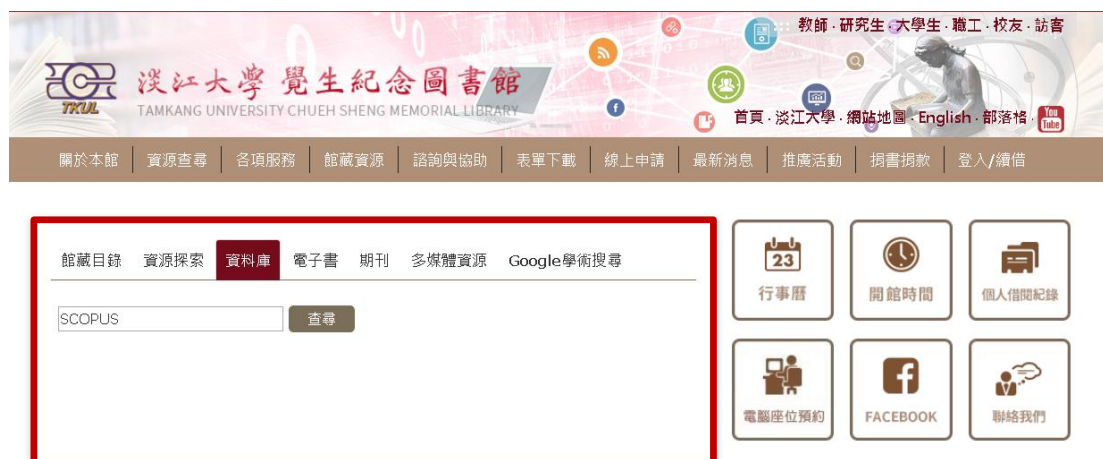 教師 · 研究生 · 大學生 · 職工 · 校友 · 訪客
淡江大學 覺生紀念圖書館
TKUL
TAMKANG UNIVERSITY CHUEH SHENG MEMORIAL LIBRARY
首頁 · 淡江大學 · 網站地圖 · English · 部落格 · You Tube
關於本館 資源查尋 各項服務 館藏資源 諮詢與協助 表單下載 線上申請 最新消息 推廣活動 捐書捐款 登入/續借
館藏目錄 資源探索 資料庫 電子書 期刊 多媒體資源 Google學術搜尋
SCOPUS 查尋
23
行事曆 開館時間 個人借閱紀錄
電腦座位預約 FACEBOOK 聯絡我們